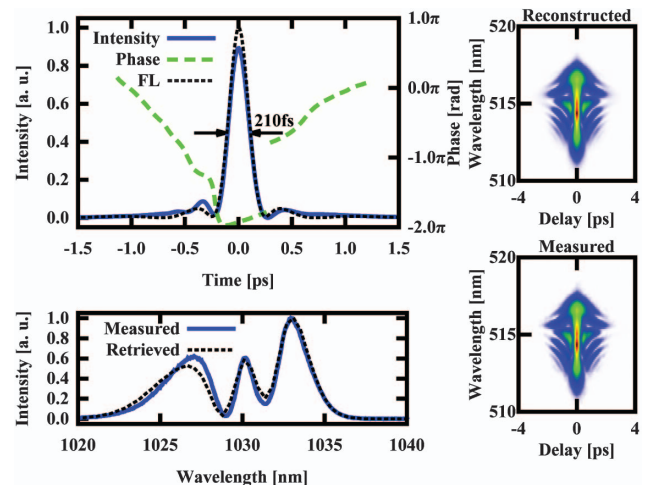 Intensity
Phase
FL
210fs
Intensity [a. u.]
1.0
0.8
0.6
0.4
0.2
0.0
-1.5 -1.0 -0.5 0.0 0.5 1.0 1.5
Time [ps]
1.0π
0.0π
-1.0π
-2.0π
Phase [rad]
Reconstructed
Wavelength [nm]
520
515
510
-4 0 4
Delay [ps]
Measured
Wavelength [nm]
520
515
510
-4 0 4
Delay [ps]
Measured
Retrieved
Intensity [a. u.]
1.0
0.8
0.6
0.4
0.2
0.0
1020 1025 1030 1035 1040
Wavelength [nm]